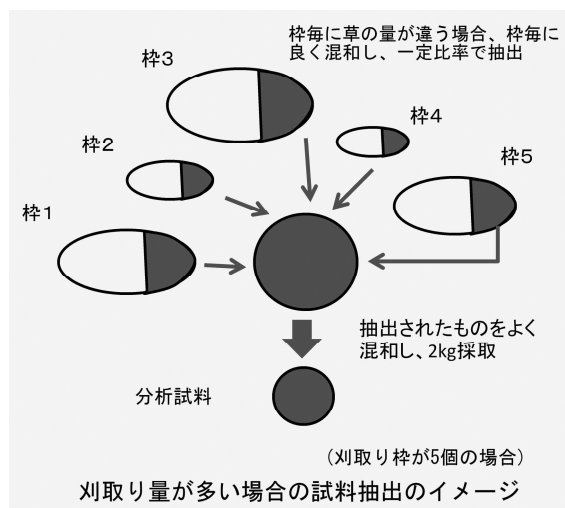 枠毎に草の量が違う場合、枠毎に
良く混和し、一定比率で抽出
枠3
枠4
枠2
枠5
枠1
抽出されたものをよく
混和し、2kg採取
分析試料
（刈取り枠が5個の場合）
刈取り量が多い場合の試料抽出のイメージ